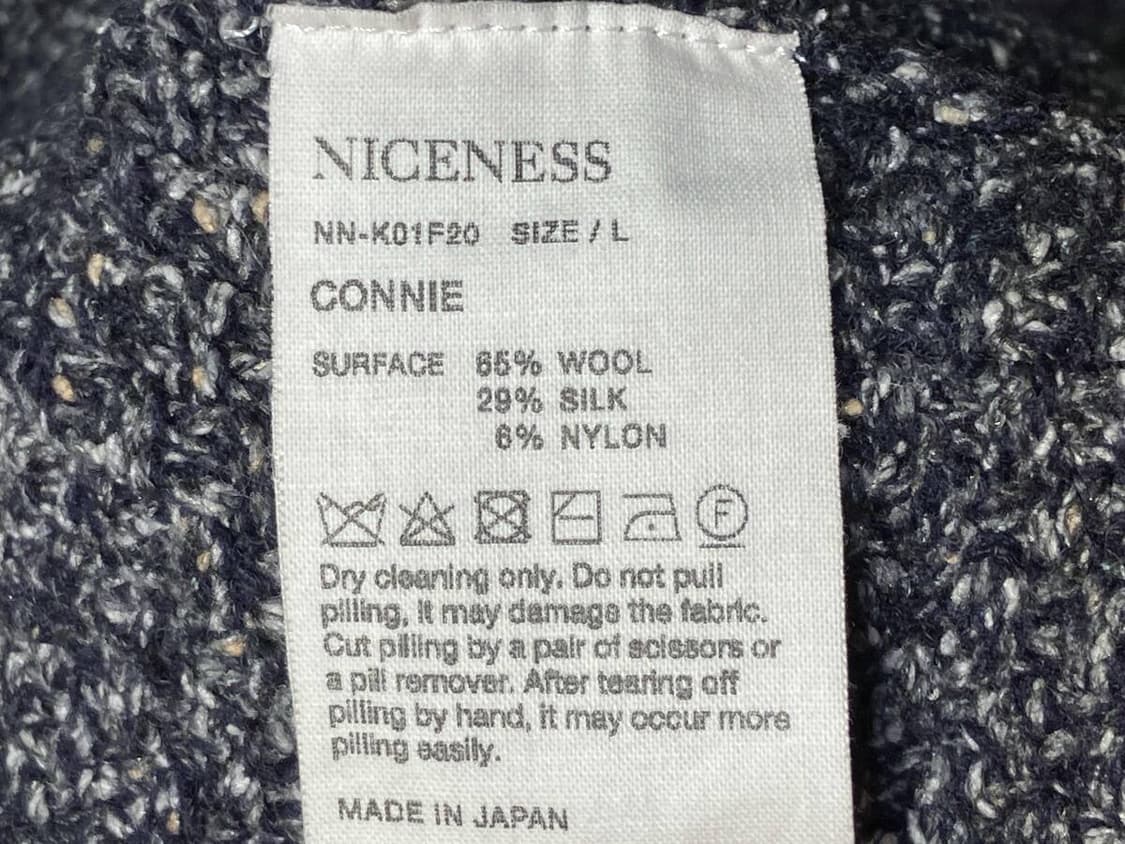 NICENESS
NN-K01F20 SIZE / L
CONNIE
SURFACE 65% WOOL
29% SILK
6% NYLON
F
Dry cleaning only. Do not pull
pilling, it may damage the fabric.
Cut pilling by a pair of scissors or
a pill remover. After tearing off
pilling by hand, it may occur more
pilling easily.
MADE IN JAPAN